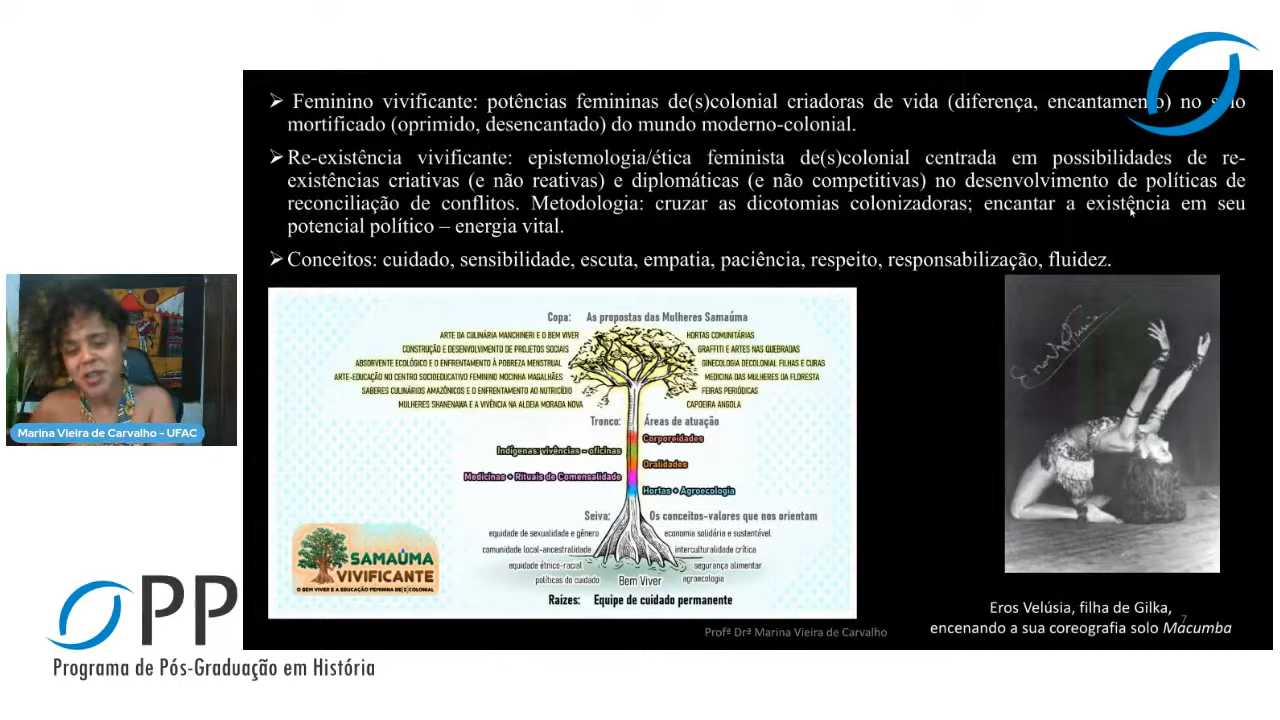 ➢ Feminino vivificante: potências femininas de(s)colonial criadoras de vida (diferença, encantamento) no solo
mortificado (oprimido, desencantado) do mundo moderno-colonial.
➢ Re-existência vivificante: epistemologia/ética feminista de(s)colonial centrada em possibilidades de re-
existências criativas (e não reativas) e diplomáticas (e não competitivas) no desenvolvimento de políticas de
reconciliação de conflitos. Metodologia: cruzar as dicotomias colonizadoras; encantar a existência em seu
potencial político – energia vital.
➢ Conceitos: cuidado, sensibilidade, escuta, empatia, paciência, respeito, responsabilização, fluidez.
Marina Vieira de Carvalho - UFAC
Copa: As propostas das Mulheres Samaúma
ARTE DA CULINÁRIA MANCHINERI E O BEM VIVER
CONSTRUÇÃO E DESENVOLVIMENTO DE PROJETOS SOCIAIS
ABSORVENTE ECOLÓGICO E O ENFRENTAMENTO À POBREZA MENSTRUAL
ARTE-EDUCAÇÃO NO CENTRO SOCIOEDUCATIVO FEMININO MOCINHA MAGALHÃES
SABERES CULINÁRIOS AMAZÔNICOS E O ENFRENTAMENTO AO NUTRICÍDIO
MULHERES SHANENAWA E A VIVÊNCIA NA ALDEIA MORADA NOVA
HORTAS COMUNITÁRIAS
GRAFFITI E ARTES NAS QUEBRADAS
GINECOLOGIA DECOLONIAL FILHAS E CURAS
MEDICINA DAS MULHERES DA FLORESTA
FEIRAS PERIÓDICAS
CAPOEIRA ANGOLA
Tronco: Áreas de atuação
Corporeidades
Indígenas: vivências - oficinas
Oralidades
Medicinas + Rituais de Comensalidade
Hortas + Agroecologia
Seiva: Os conceitos-valores que nos orientam
equidade de sexualidade e gênero
comunidade local-ancestralidade
equidade étnico-racial
políticas do cuidado
economia solidária e sustentável
interculturalidade crítica
segurança alimentar
agroecologia
Bem Viver
Raízes: Equipe de cuidado permanente
SAMAÚMA
VIVIFICANTE
O BEM VIVER E A EDUCAÇÃO FEMININA DE(S)COLONIAL
Eros Velúsia
Eros Velúsia, filha de Gilka,
encenando a sua coreografia solo Macumba
Profª Drª Marina Vieira de Carvalho
7
PP
Programa de Pós-Graduação em História